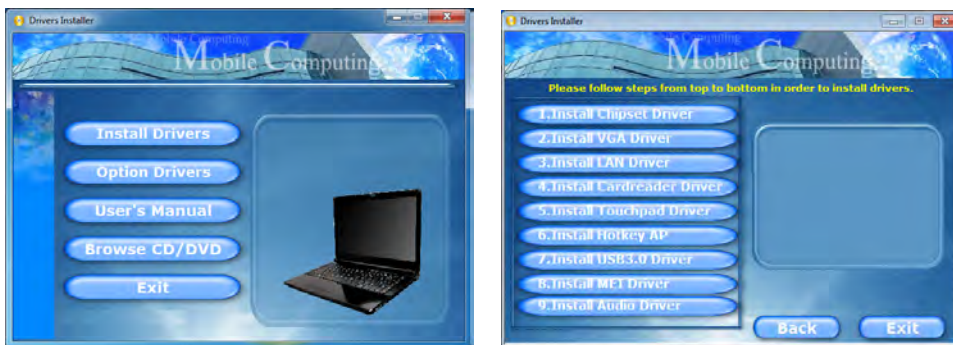 Drivers Installer
Mobile Computing
Mobile Computing
Install Drivers
Option Drivers
User's Manual
Browse CD/DVD
Exit
Drivers Installer
Mobile Computing
Please follow steps from top to bottom in order to install drivers.
1.Install Chipset Driver
2.Install VGA Driver
3.Install LAN Driver
4.Install Cardreader Driver
5.Install Touchpad Driver
6.Install Hotkey AP
7.Install USB3.0 Driver
8.Install MEI Driver
9.Install Audio Driver
Back
Exit